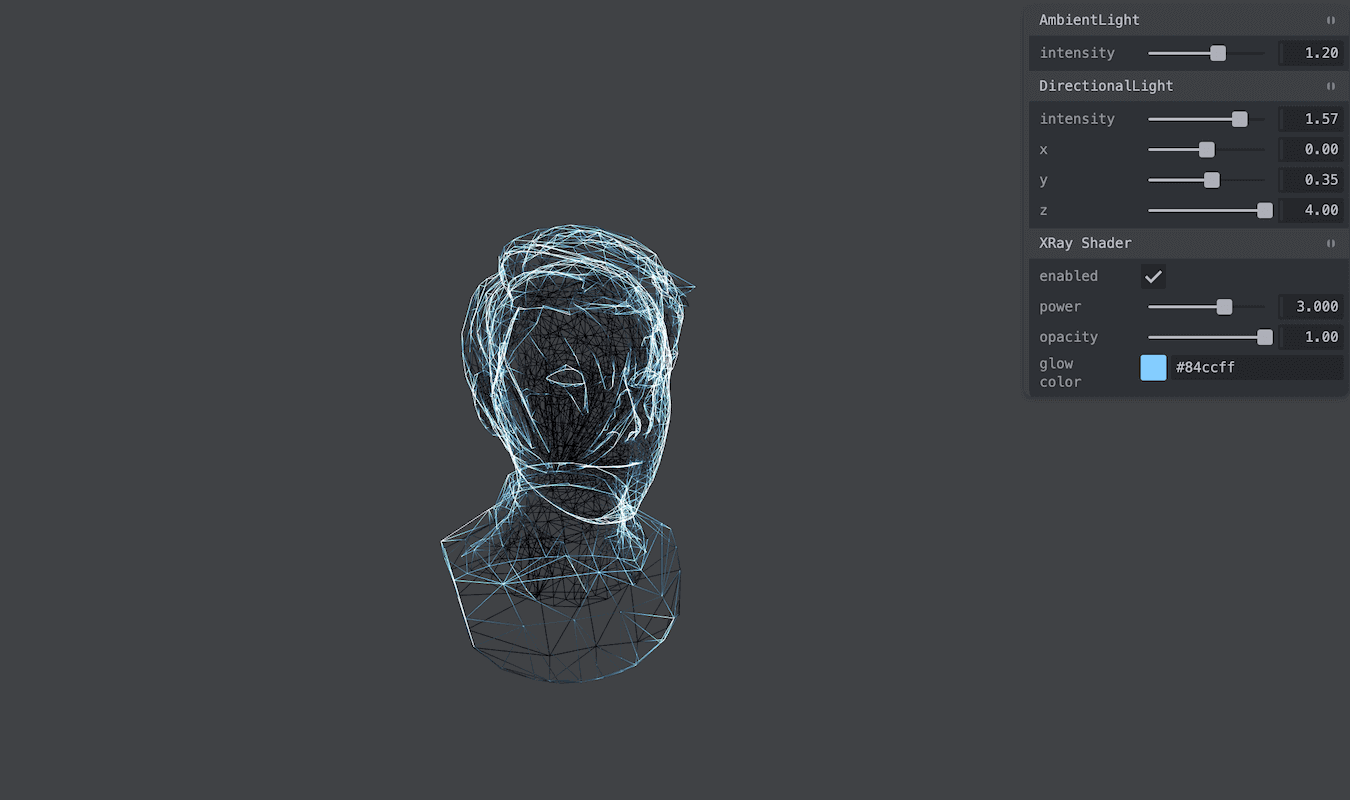 AmbientLight
intensity 1.20
DirectionalLight
intensity 1.57
x 0.00
y 0.35
z 4.00
XRay Shader
enabled
power 3.000
opacity 1.00
glow color #84ccff